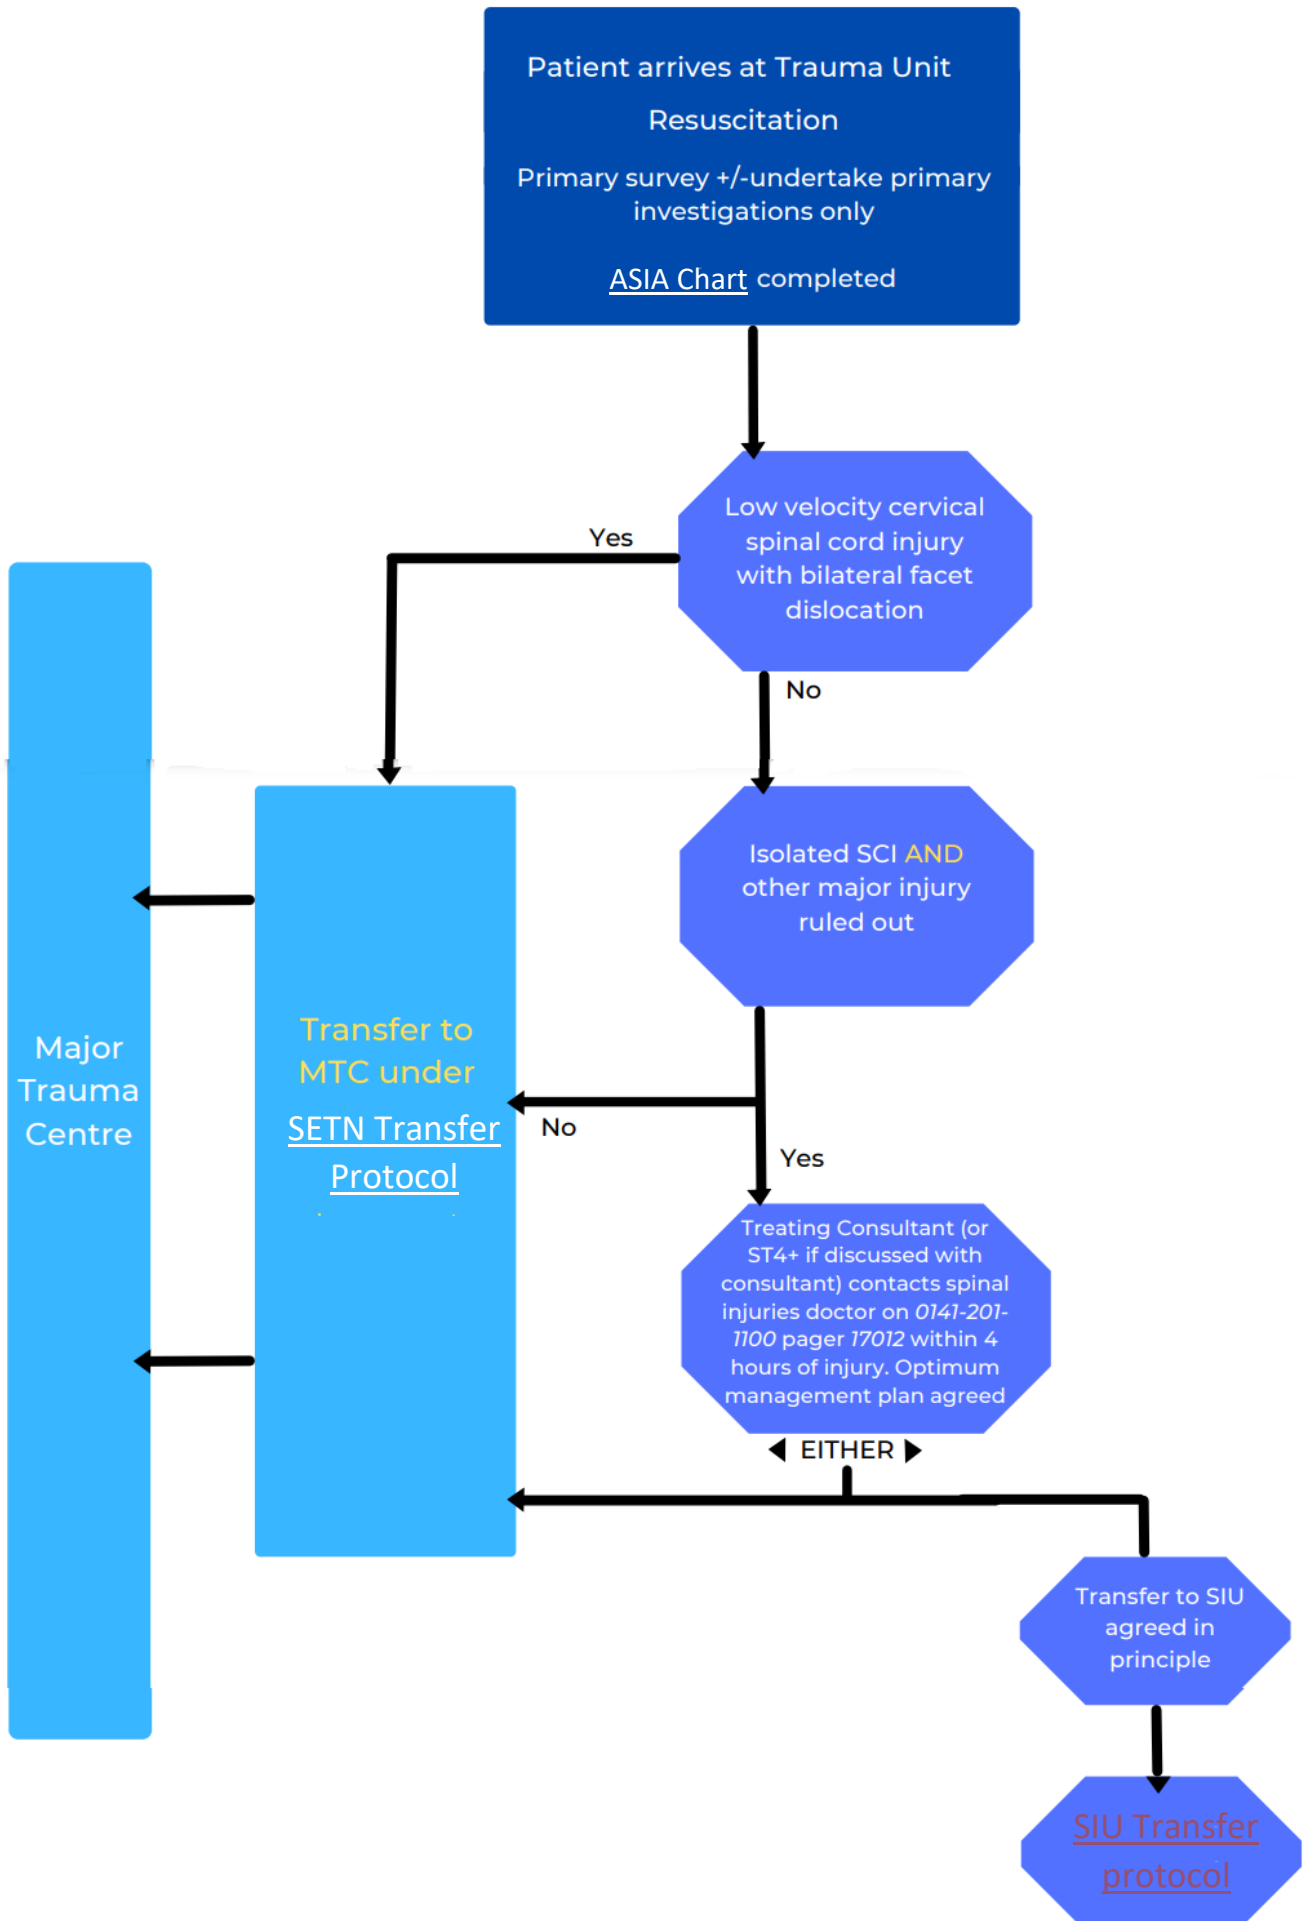 Patient arrives at Trauma Unit
Resuscitation
Primary survey +/-undertake primary
investigations only
ASIA Chart completed
Low velocity cervical
spinal cord injury
with bilateral facet
dislocation
Yes
No
Isolated SCI AND
other major injury
ruled out
Major
Trauma
Centre
Transfer to
MTC under
SETN Transfer
Protocol
No
Yes
Treating Consultant (or
ST4+ if discussed with
consultant) contacts spinal
injuries doctor on 0141-201-
1100 pager 17012 within 4
hours of injury. Optimum
management plan agreed
EITHER
Transfer to SIU
agreed in
principle
SIU Transfer
protocol